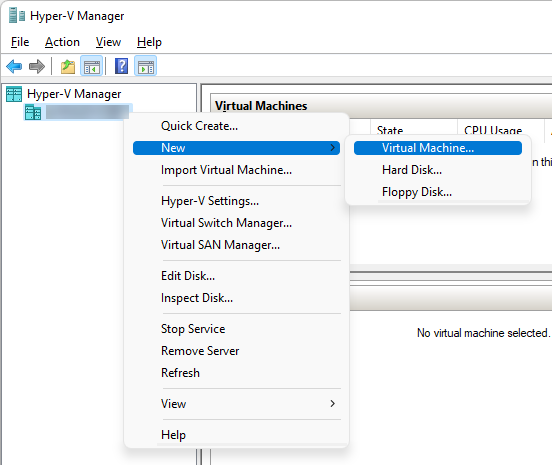 Hyper-V Manager
File Action View Help
Hyper-V Manager
Virtual Machines
State CPU Usage
Quick Create...
New
Import Virtual Machine...
Hyper-V Settings...
Virtual Switch Manager...
Virtual SAN Manager...
Edit Disk...
Inspect Disk...
Stop Service
Remove Server
Refresh
View
Help
Virtual Machine...
Hard Disk...
Floppy Disk...
n this
No virtual machine selected.